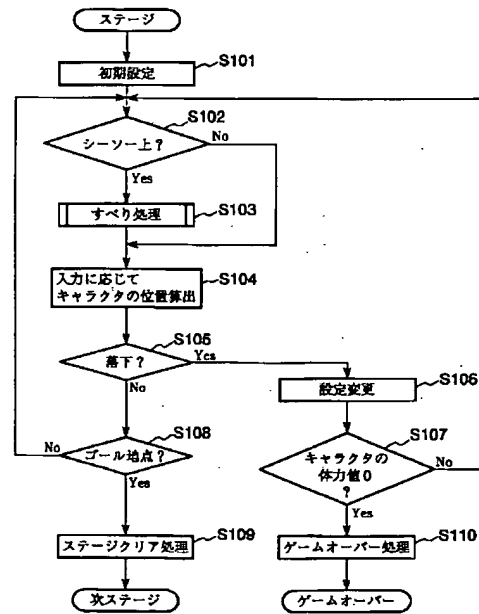 ステージ
初期設定
S101
シーソー上?
S102
No
Yes
すべり処理
S103
入力に応じて
キャラクタの位置算出
S104
落下?
S105
Yes
No
設定変更
S106
ゴール地点?
S108
No
Yes
キャラクタの
体力値0
?
S107
No
Yes
ステージクリア処理
S109
ゲームオーバー処理
S110
次ステージ
ゲームオーバー